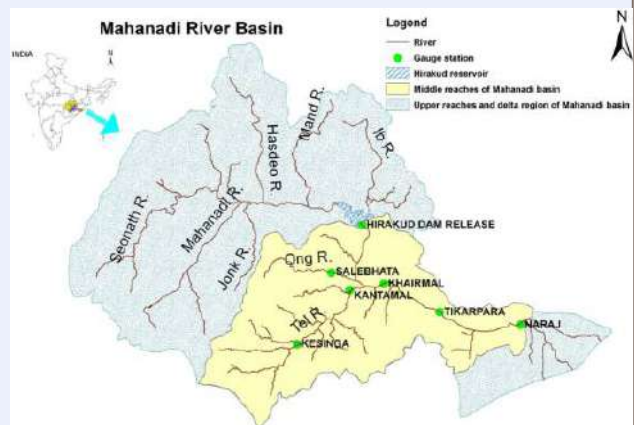 Mahanadi River Basin
INDIA
N
Legend
River
Gauge station
Hirakud reservoir
Middle reaches of Mahanadi basin
Upper reaches and delta region of Mahanadi basin
N
Mand R.
Hasdeo R
Ib R.
Seonath R.
Mahanadi R.
Jonk R.
HIRAKUD DAM RELEASE
Ong R.
SALEBHATA
KHAIRMAL
KANTAMAL
TIKARPARA
NARAJ
Tel R
KESINGA